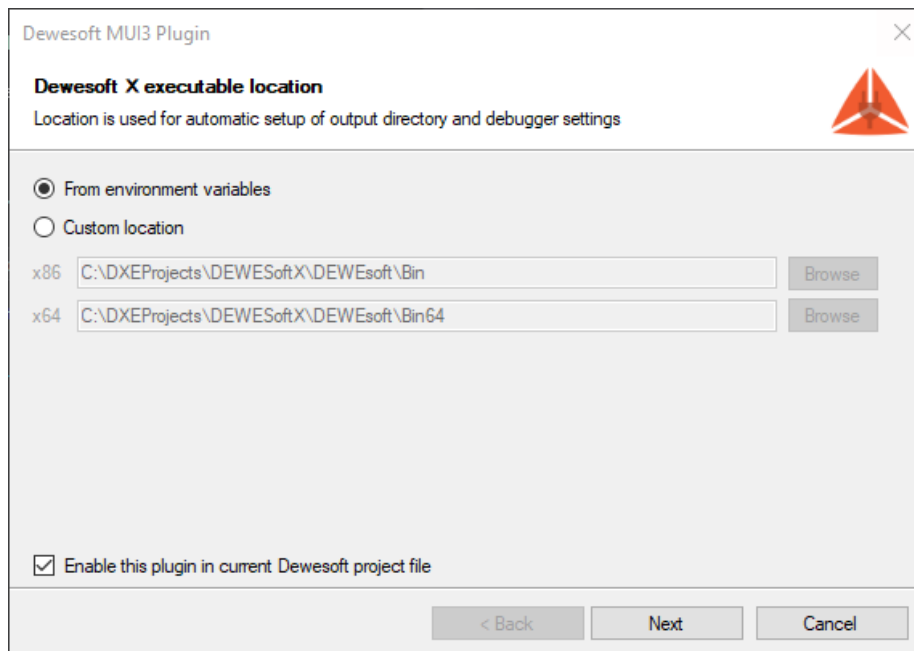 Dewesoft MUI3 Plugin
Dewesoft X executable location
Location is used for automatic setup of output directory and debugger settings
From environment variables
Custom location
x86 C:\DXEProjects\DEWESoftX\DEWEsoft\Bin Browse
x64 C:\DXEProjects\DEWESoftX\DEWEsoft\Bin64 Browse
Enable this plugin in current Dewesoft project file
< Back Next Cancel